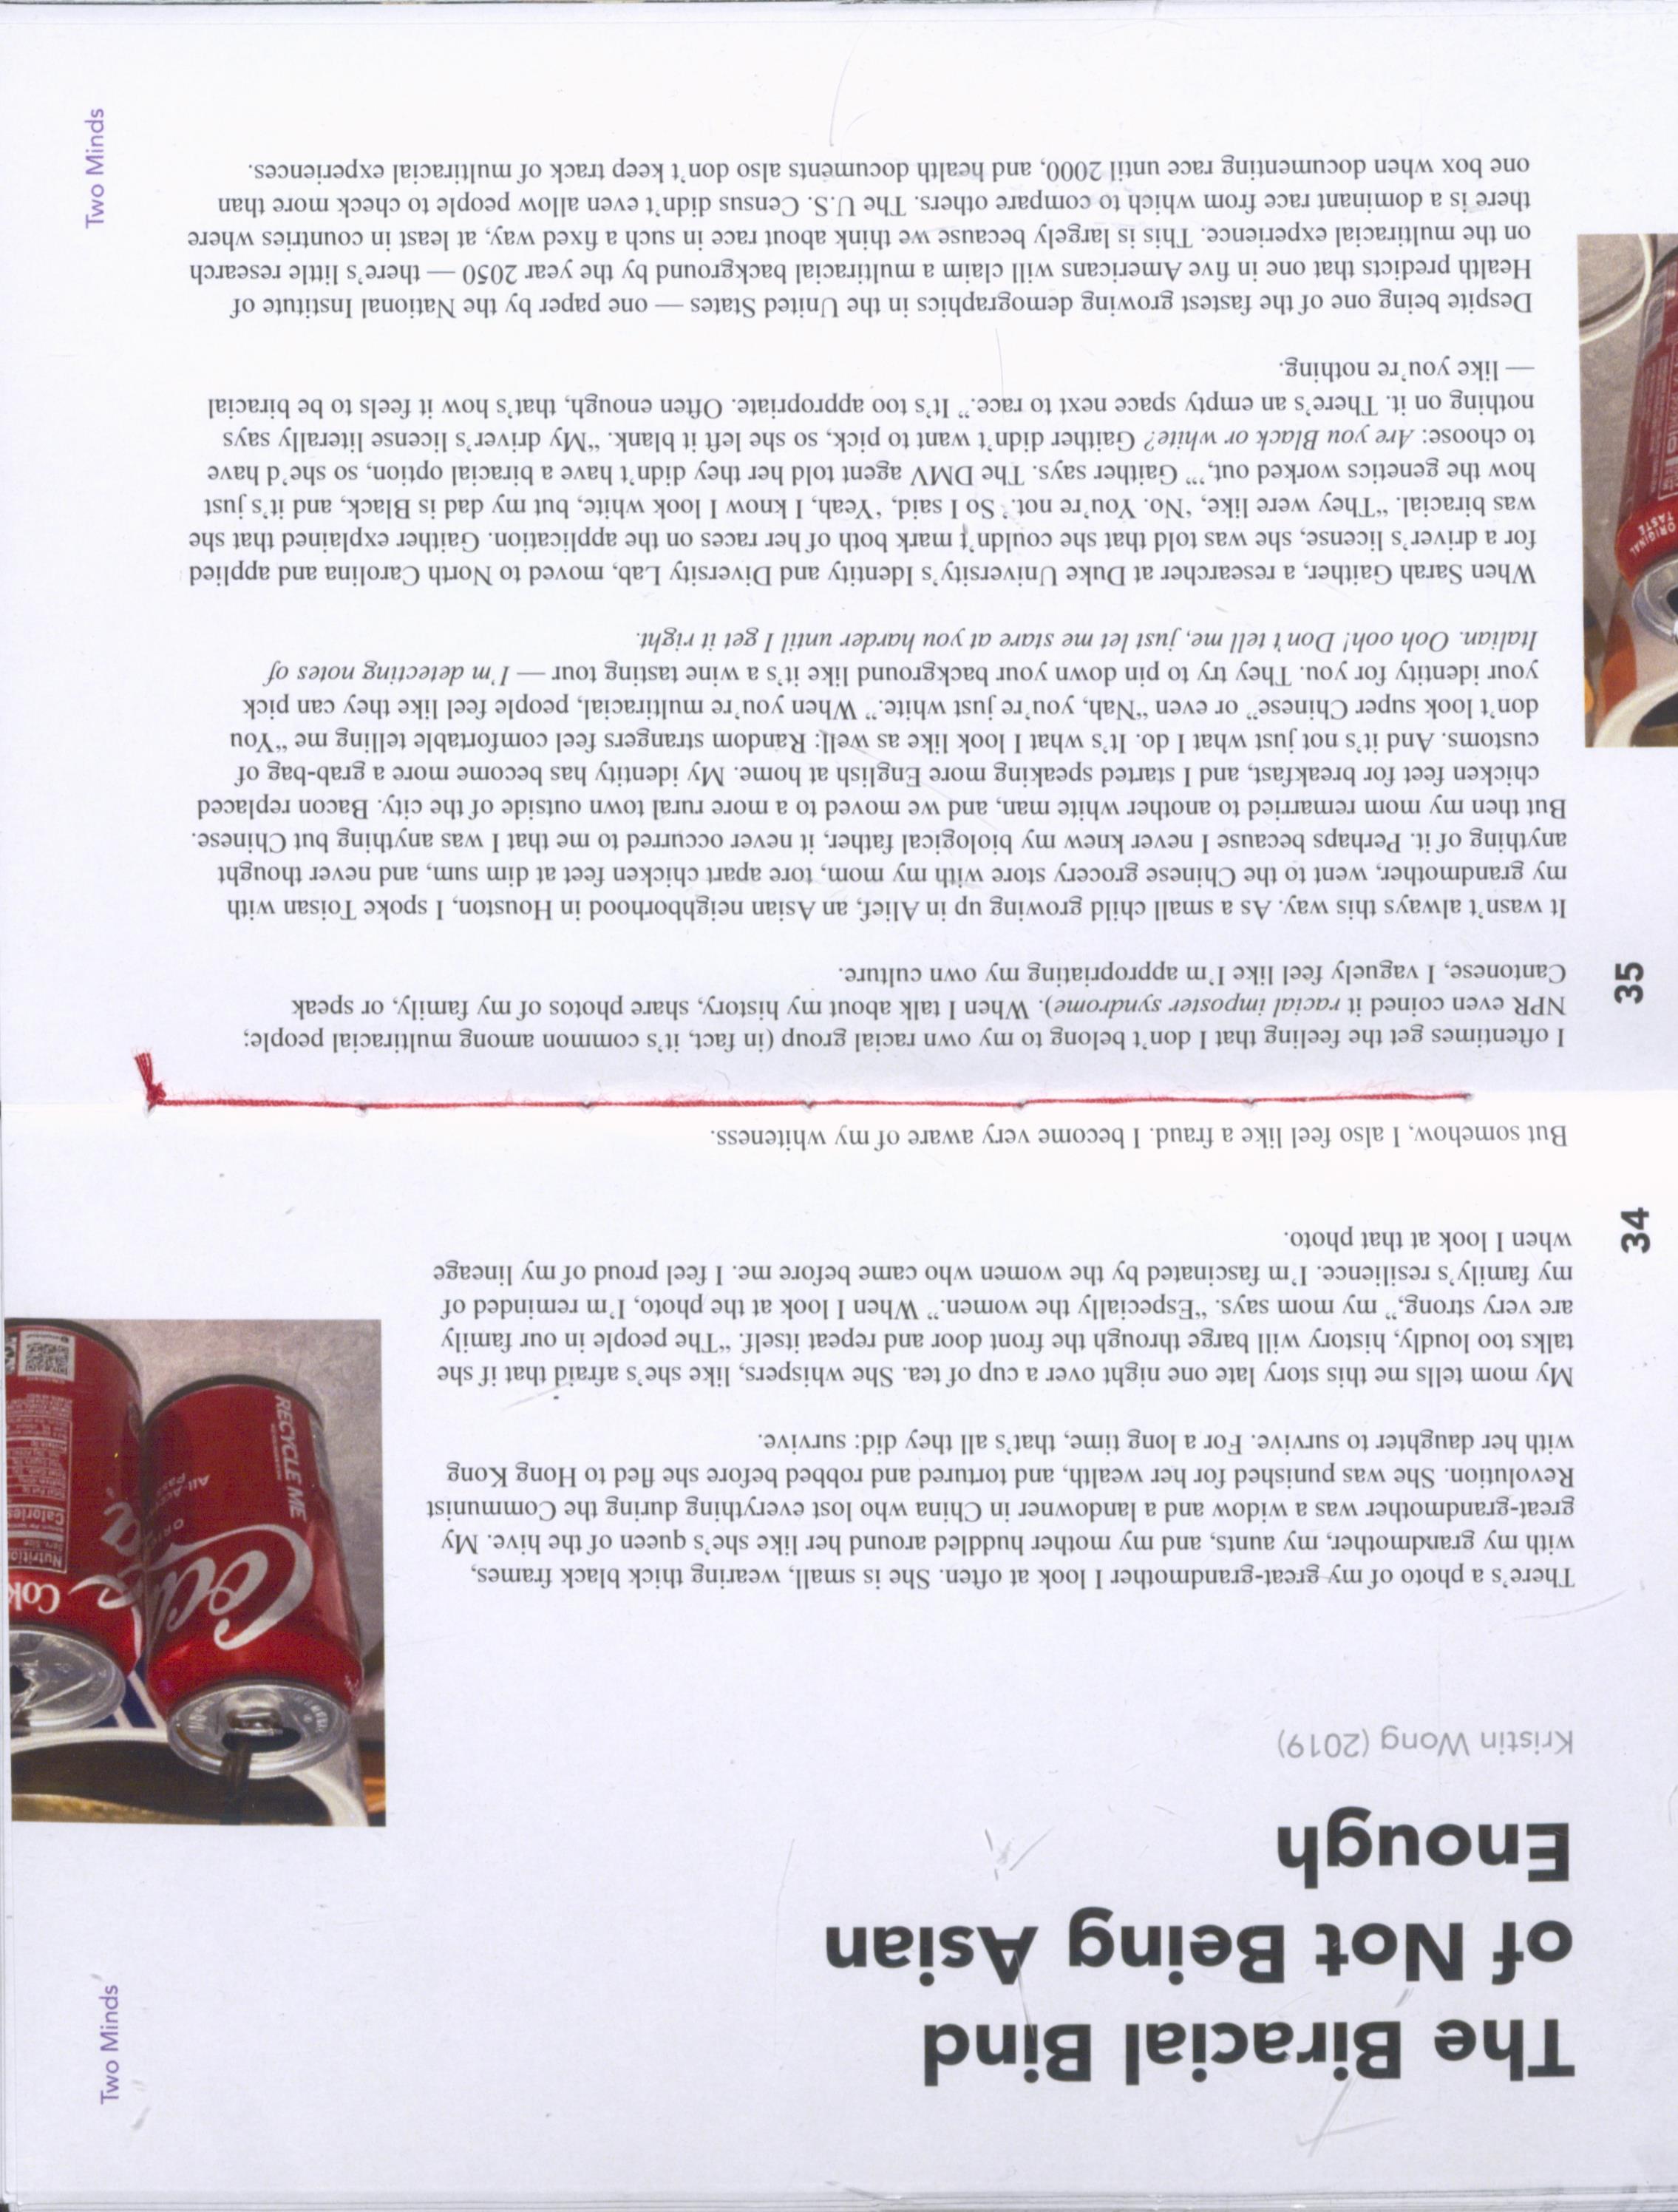 Two Minds
The Biracial Bind
of Not Being Asian
Enough
Kristin Wong (2019)
There's a photo of my great-grandmother I look at often. She is small, wearing thick black frames,
with my grandmother, my aunts, and my mother huddled around her like she's queen of the hive. My
great-grandmother was a widow and a landowner in China who lost everything during the Communist
Revolution. She was punished for her wealth, and tortured and robbed before she fled to Hong Kong
with her daughter to survive. For a long time, that's all they did: survive.
My mom tells me this story late one night over a cup of tea. She whispers, like she's afraid that if she
talks too loudly, history will barge through the front door and repeat itself. "The people in our family
are very strong," my mom says. "Especially the women." When I look at the photo, I'm reminded of
my family's resilience. I'm fascinated by the women who came before me. I feel proud of my lineage
when I look at that photo.
But somehow, I also feel like a fraud. I become very aware of my whiteness.
34
Coca-Cola
Coke
RECYCLE ME
Nutrition
Calories
I oftentimes get the feeling that I don't belong to my own racial group (in fact, it's common among multiracial people;
NPR even coined it racial imposter syndrome). When I talk about my history, share photos of my family, or speak
Cantonese, I vaguely feel like I'm appropriating my own culture.
35
It wasn't always this way. As a small child growing up in Alief, an Asian neighborhood in Houston, I spoke Toisan with
my grandmother, went to the Chinese grocery store with my mom, tore apart chicken feet at dim sum, and never thought
anything of it. Perhaps because I never knew my biological father, it never occurred to me that I was anything but Chinese.
But then my mom remarried to another white man, and we moved to a more rural town outside of the city. Bacon replaced
chicken feet for breakfast, and I started speaking more English at home. My identity has become more a grab-bag of
customs. And it's not just what I do. It's what I look like as well: Random strangers feel comfortable telling me "You
don't look super Chinese" or even "Nah, you're just white." When you're multiracial, people feel like they can pick
your identity for you. They try to pin down your background like it's a wine tasting tour — I'm detecting notes of
Italian. Ooh ooh! Don't tell me, just let me stare at you harder until I get it right.
When Sarah Gaither, a researcher at Duke University's Identity and Diversity Lab, moved to North Carolina and applied
for a driver's license, she was told that she couldn't mark both of her races on the application. Gaither explained that she
was biracial. "They were like, 'No. You're not.' So I said, 'Yeah, I know I look white, but my dad is Black, and it's just
how the genetics worked out,'" Gaither says. The DMV agent told her they didn't have a biracial option, so she'd have
to choose: Are you Black or white? Gaither didn't want to pick, so she left it blank. "My driver's license literally says
nothing on it. There's an empty space next to race." It's too appropriate. Often enough, that's how it feels to be biracial
— like you're nothing.
Despite being one of the fastest growing demographics in the United States — one paper by the National Institute of
Health predicts that one in five Americans will claim a multiracial background by the year 2050 — there's little research
on the multiracial experience. This is largely because we think about race in such a fixed way, at least in countries where
there is a dominant race from which to compare others. The U.S. Census didn't even allow people to check more than
one box when documenting race until 2000, and health documents also don't keep track of multiracial experiences.
Two Minds
ORIGINAL
TASTE